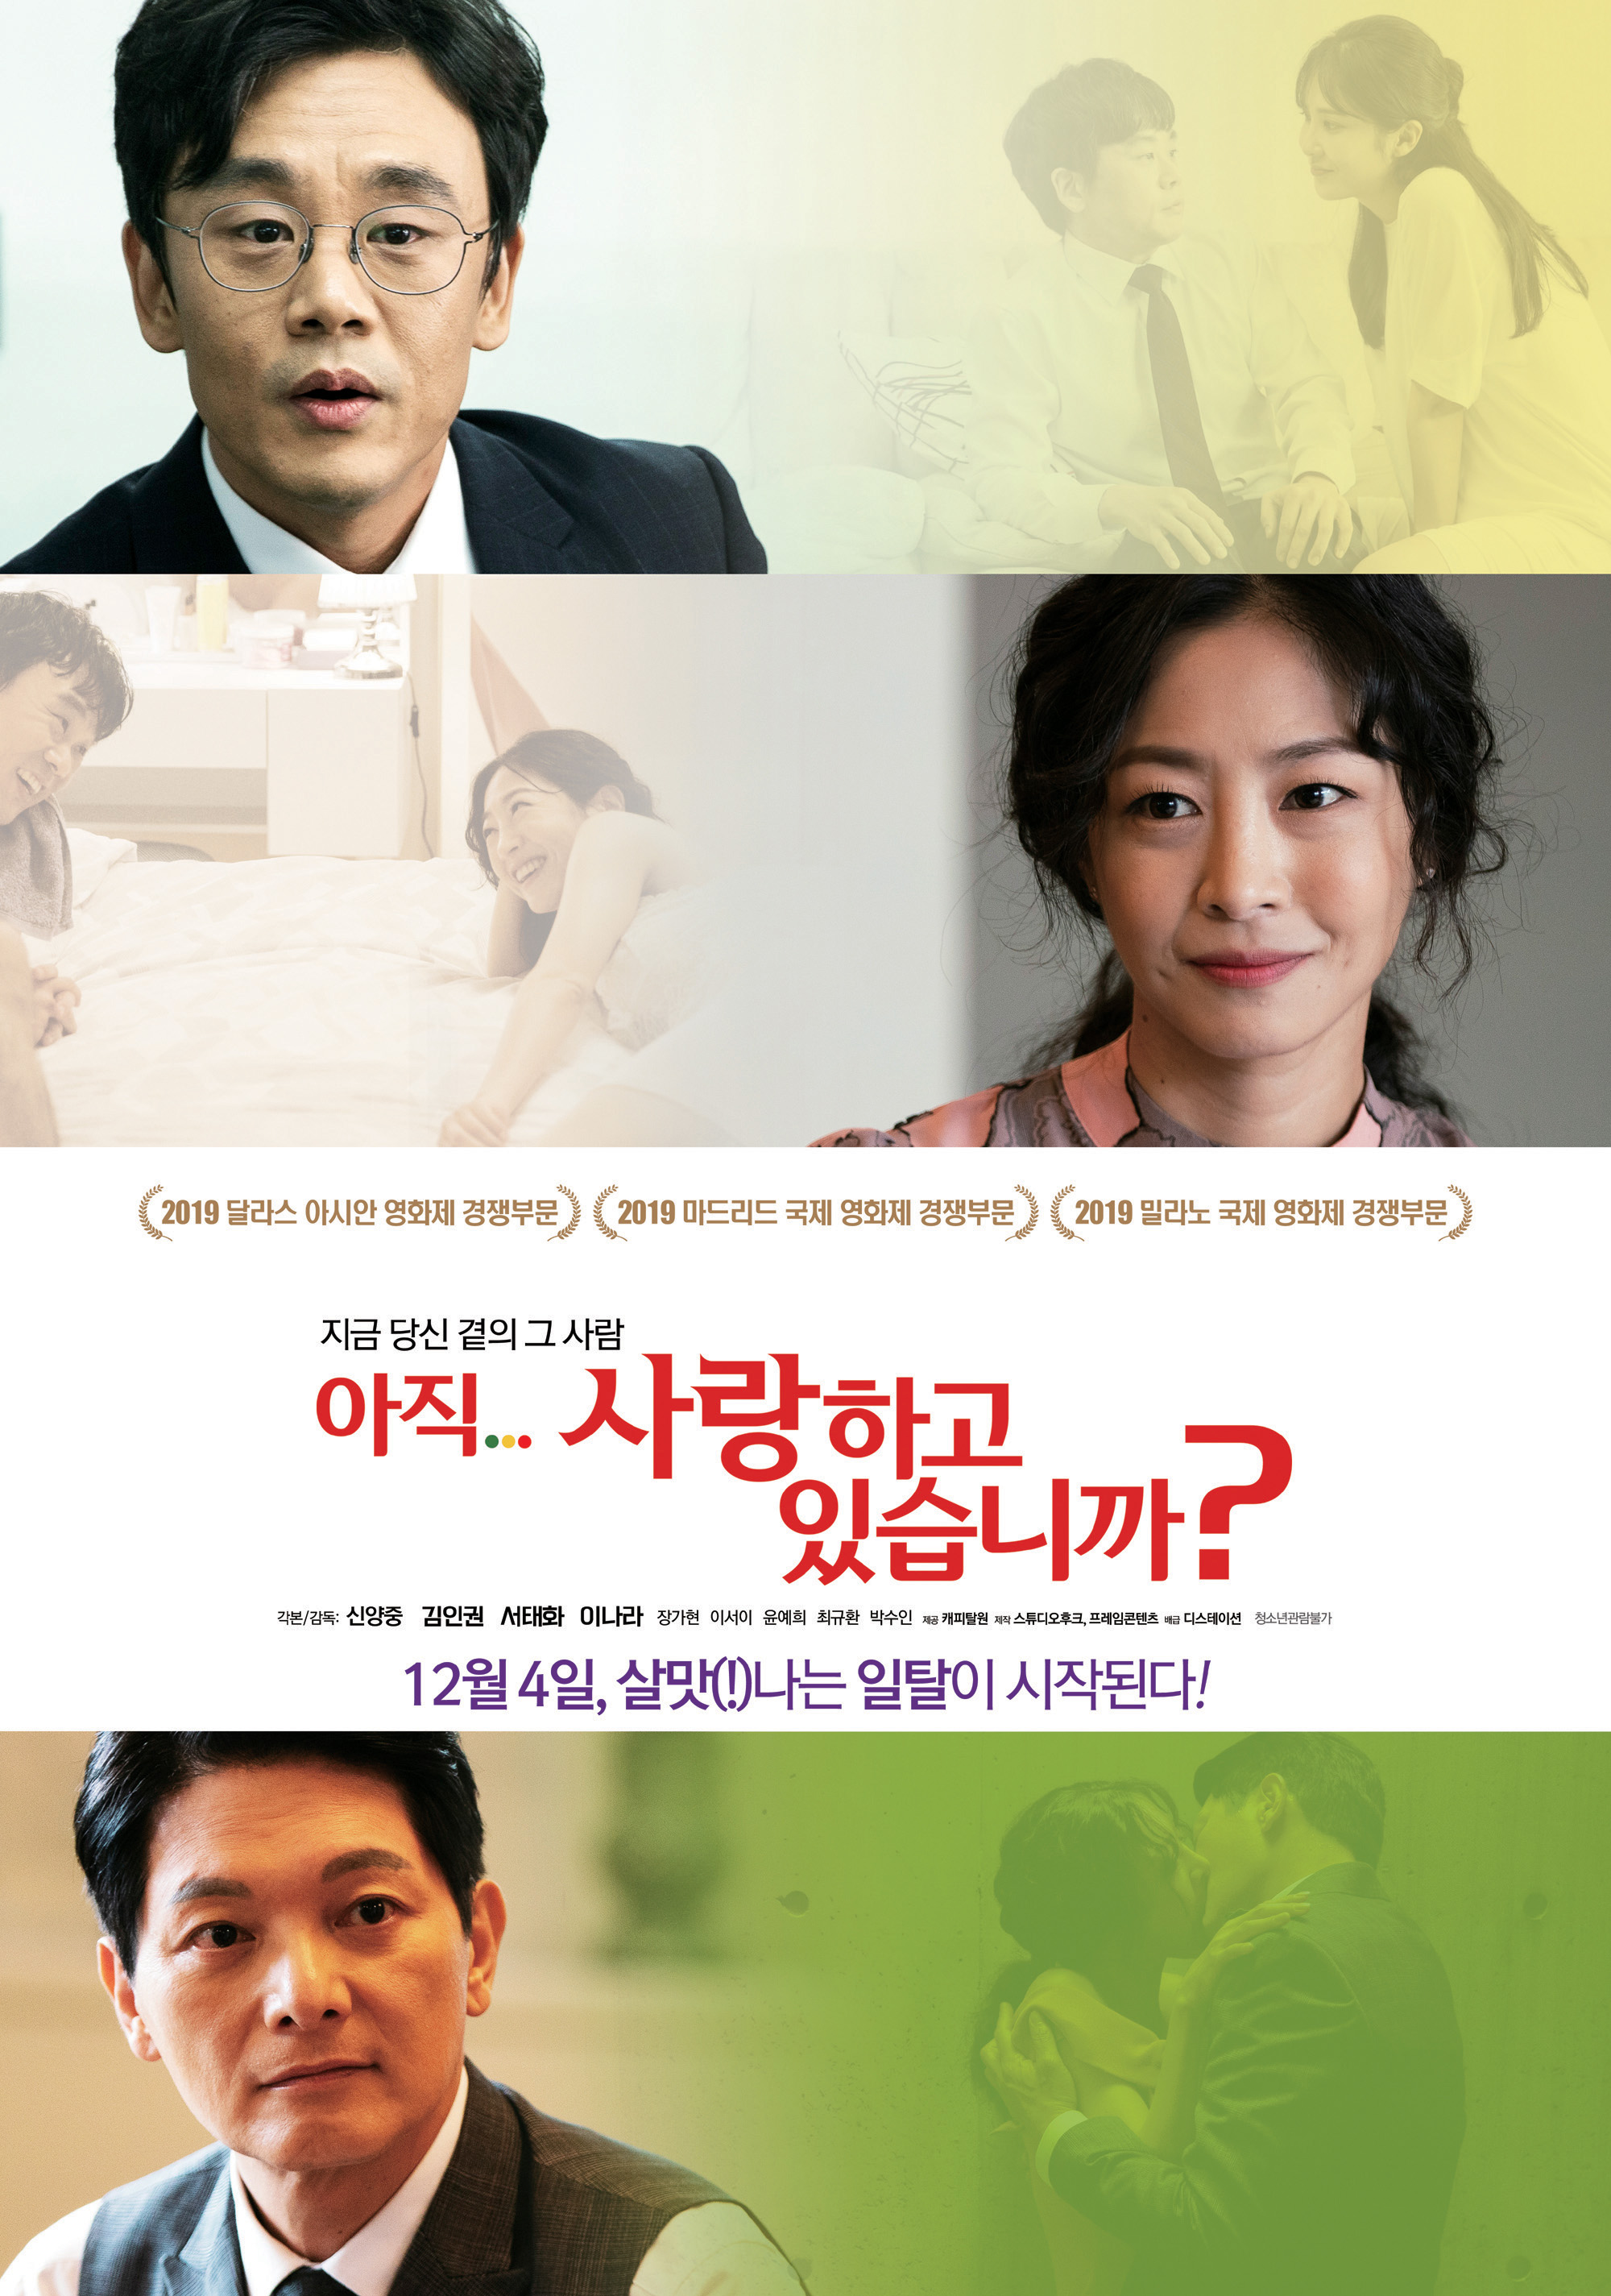 2019 달라스 아시안 영화제 경쟁부문 2019 마드리드 국제 영화제 경쟁부문 2019 밀라노 국제 영화제 경쟁부문
지금 당신 곁의 그 사람
아직... 사랑하고
있습니까?
각본/감독: 신양중 김인권 서태화 이나라 장가현 이서이 윤예희 최규환 박수인 제공 캐피탈원 제작 스튜디오후크, 프레임콘텐츠 배급 디스테이션 청소년관람불가
12월 4일, 살맛(!)나는 일탈이 시작된다!